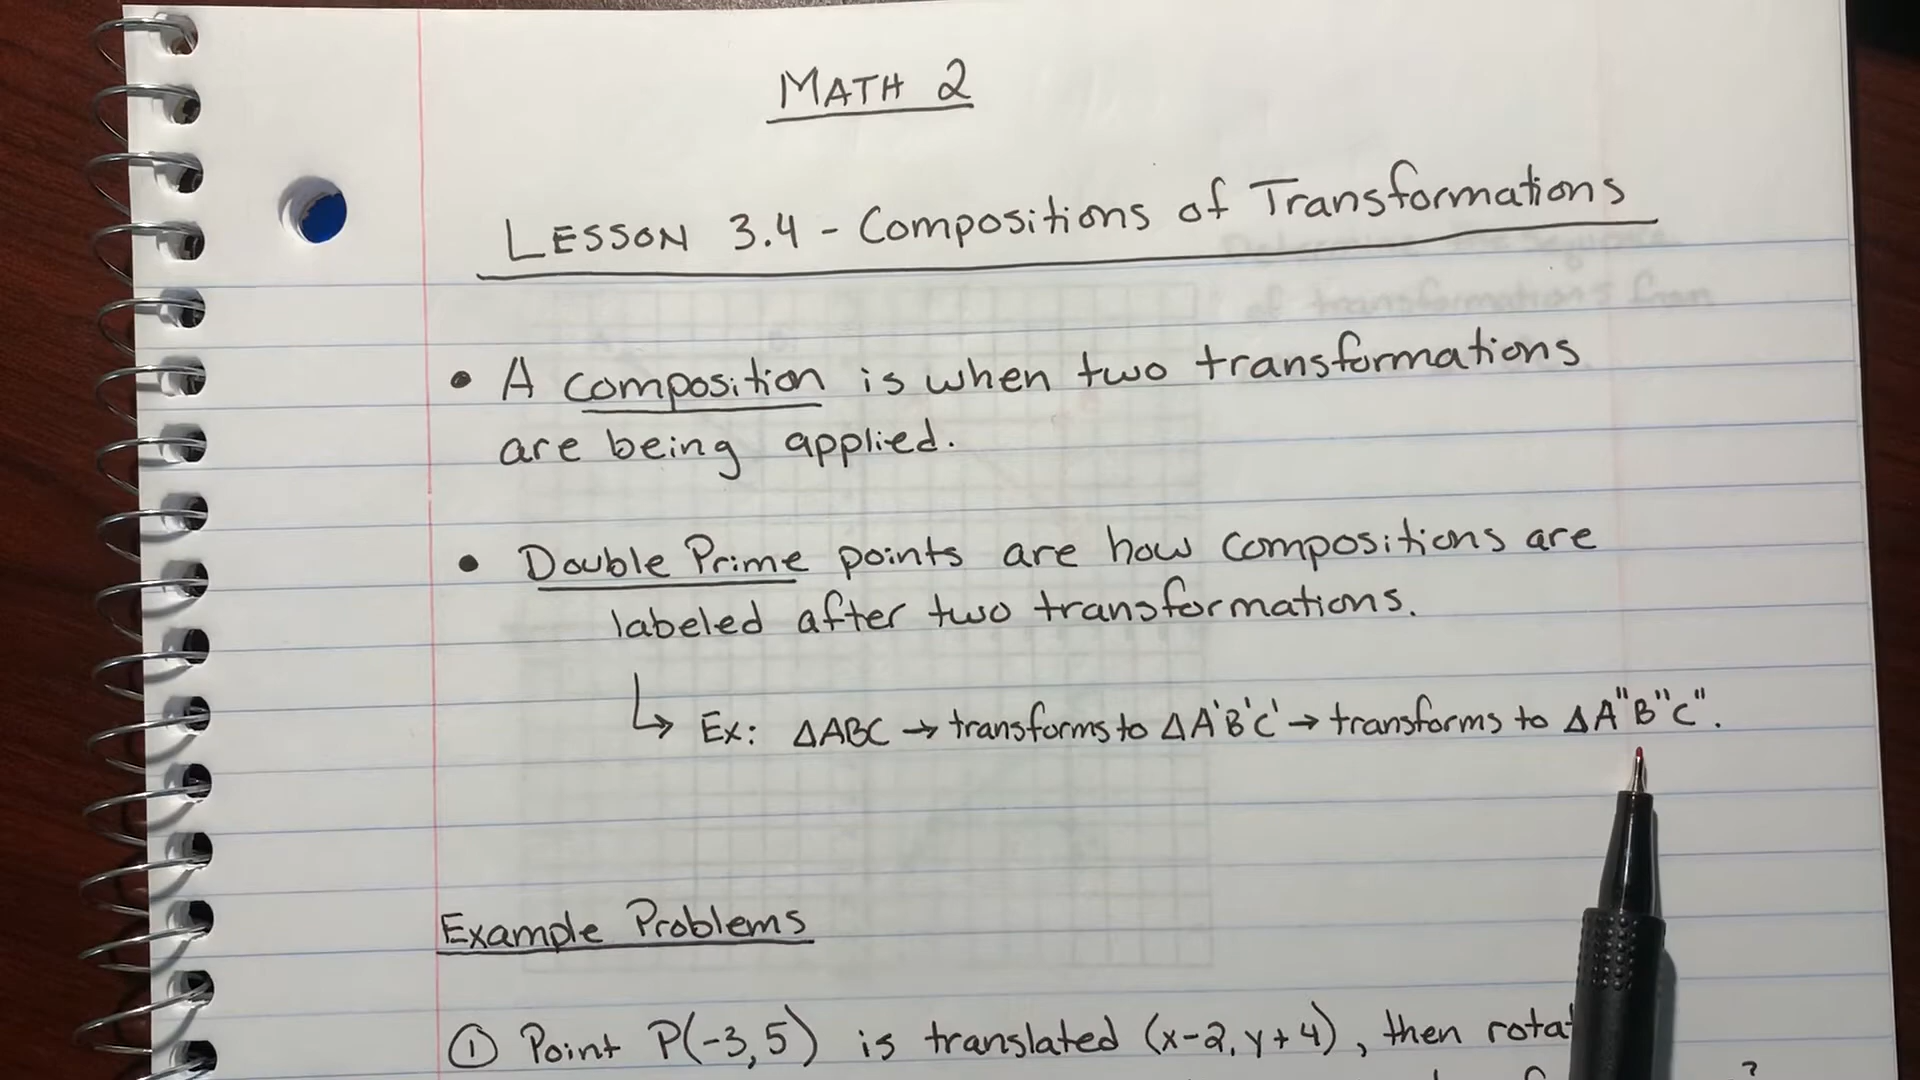 MATH 2
LESSON 3.4 - Compositions of Transformations
• A composition is when two transformations
are being applied.
• Double Prime points are how compositions are
labeled after two transformations.
↳ Ex: ΔABC → transforms to ΔA'B'C' → transforms to ΔA"B"C".
Example Problems
① Point P(-3,5) is translated (x-2, y+4), then rotat
?